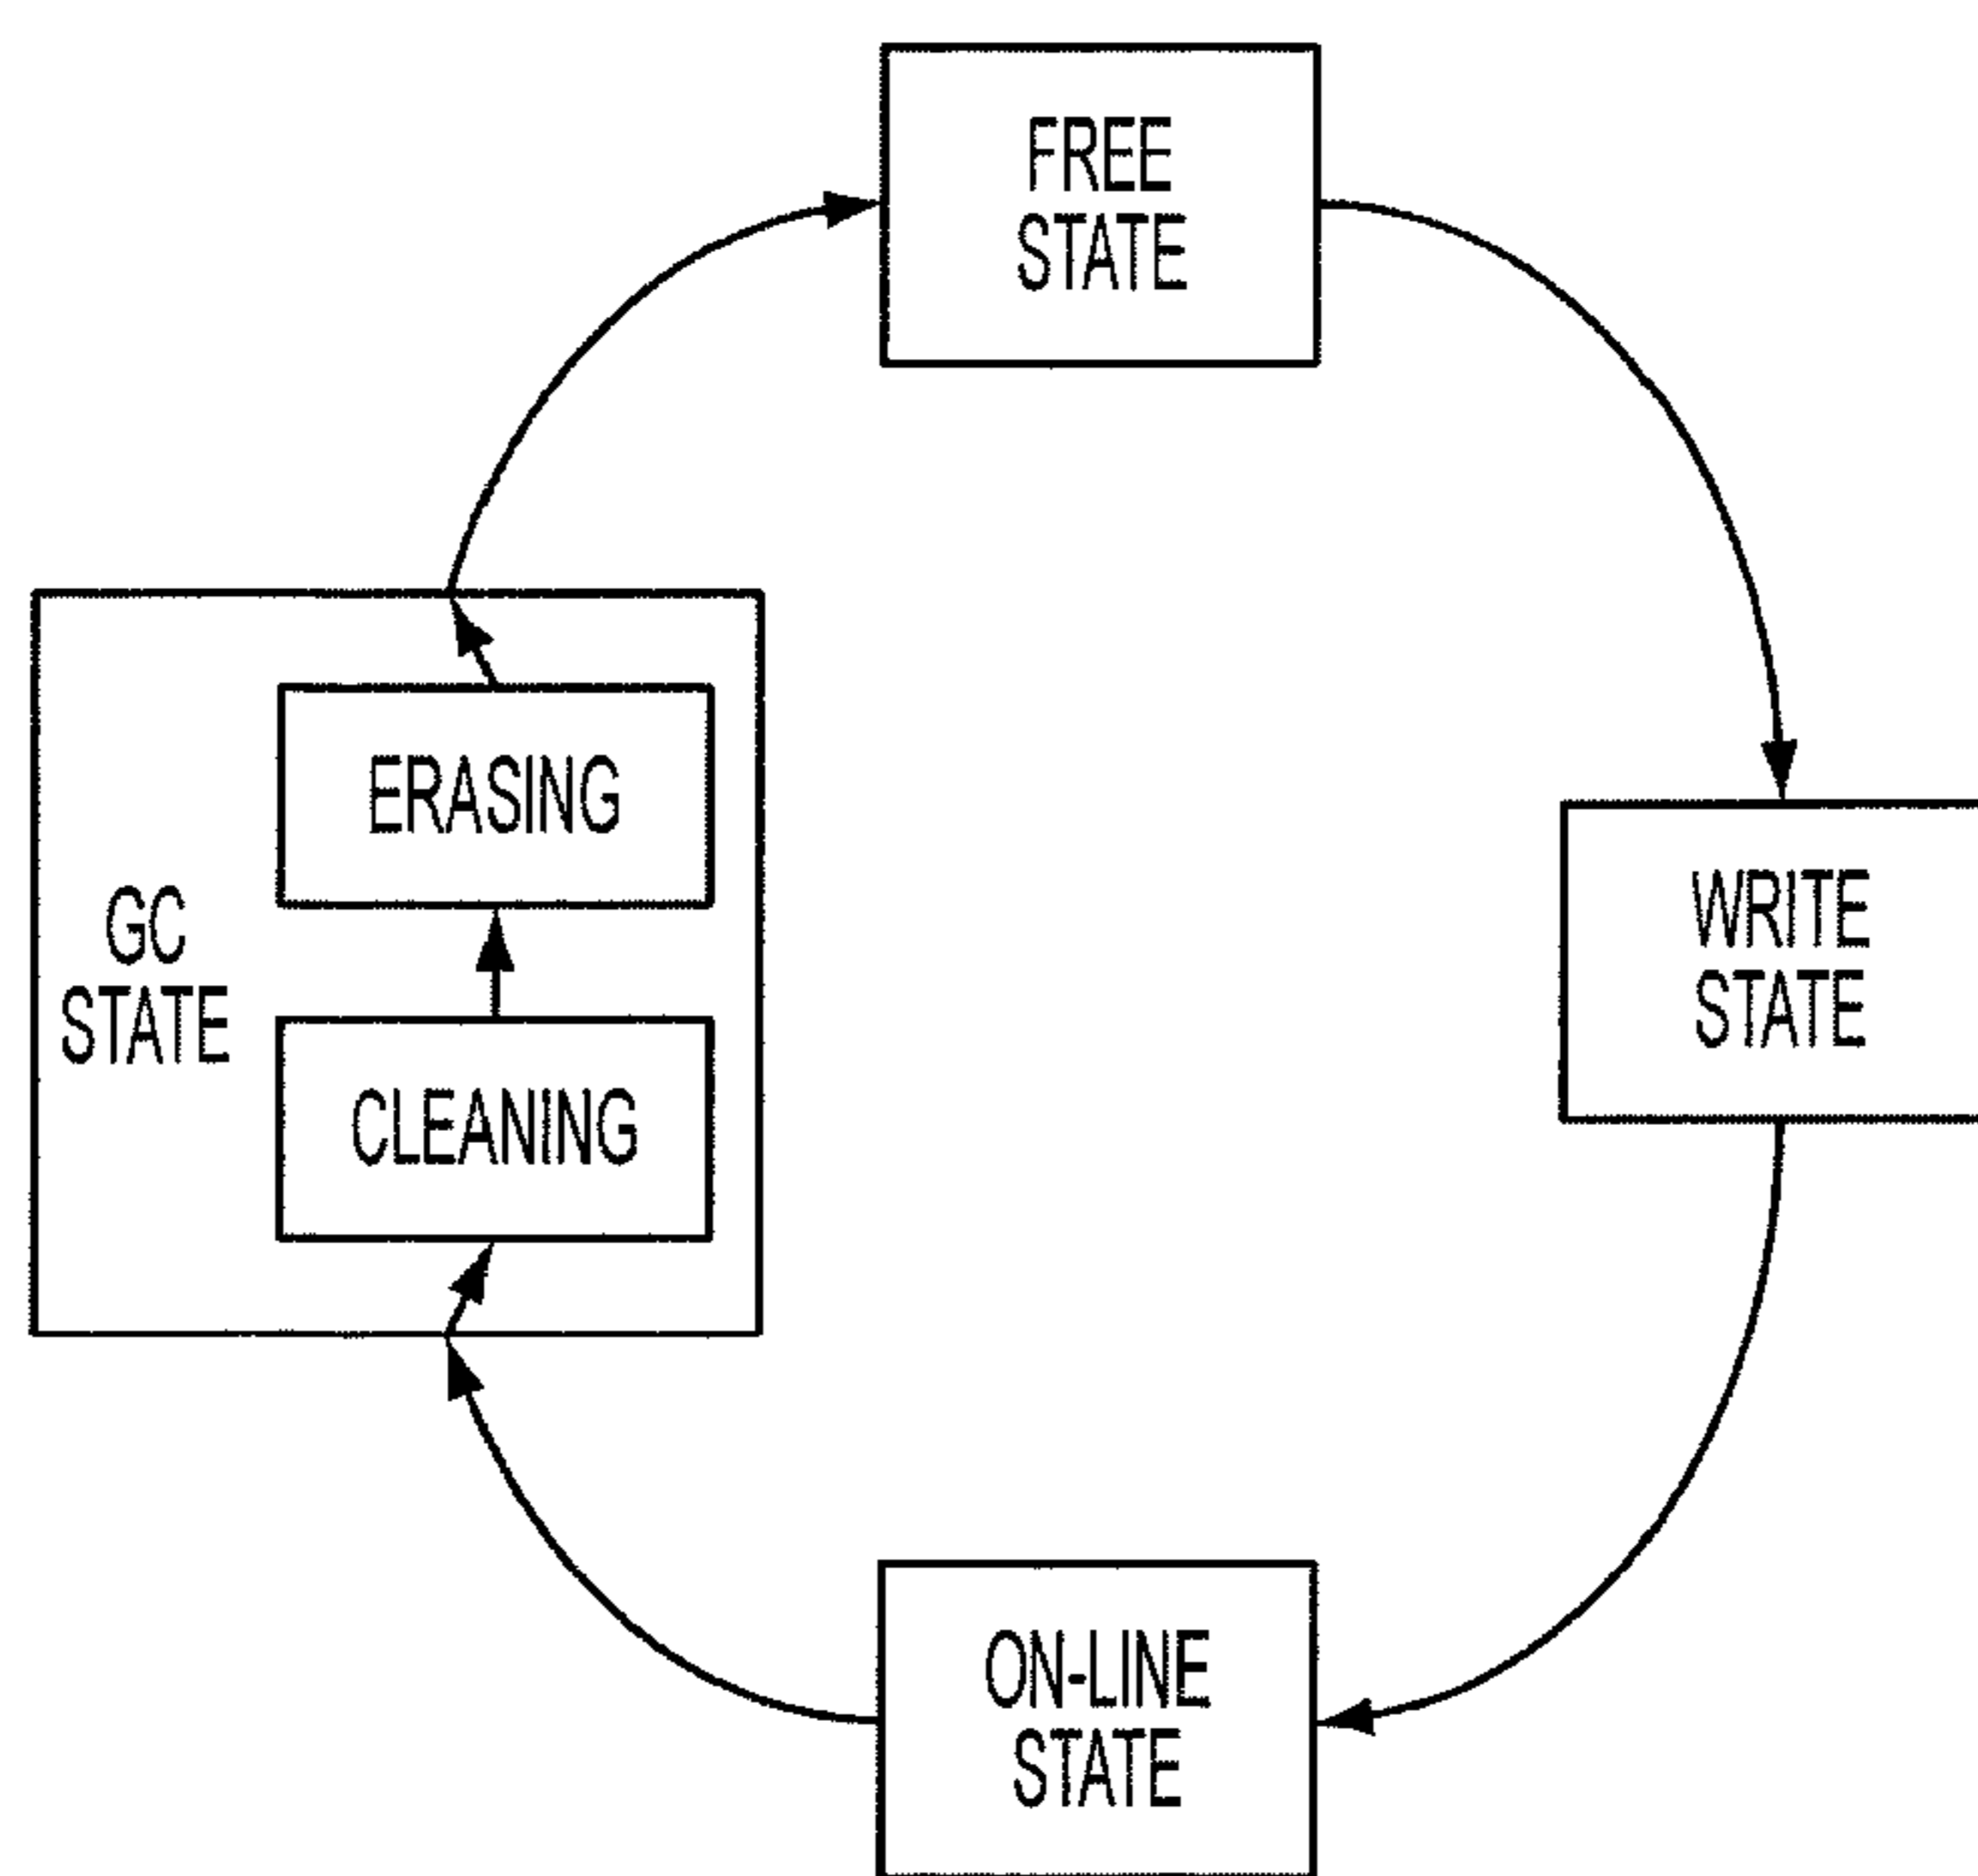 FREE
STATE
ERASING
GC
STATE
CLEANING
WRITE
STATE
ON-LINE
STATE